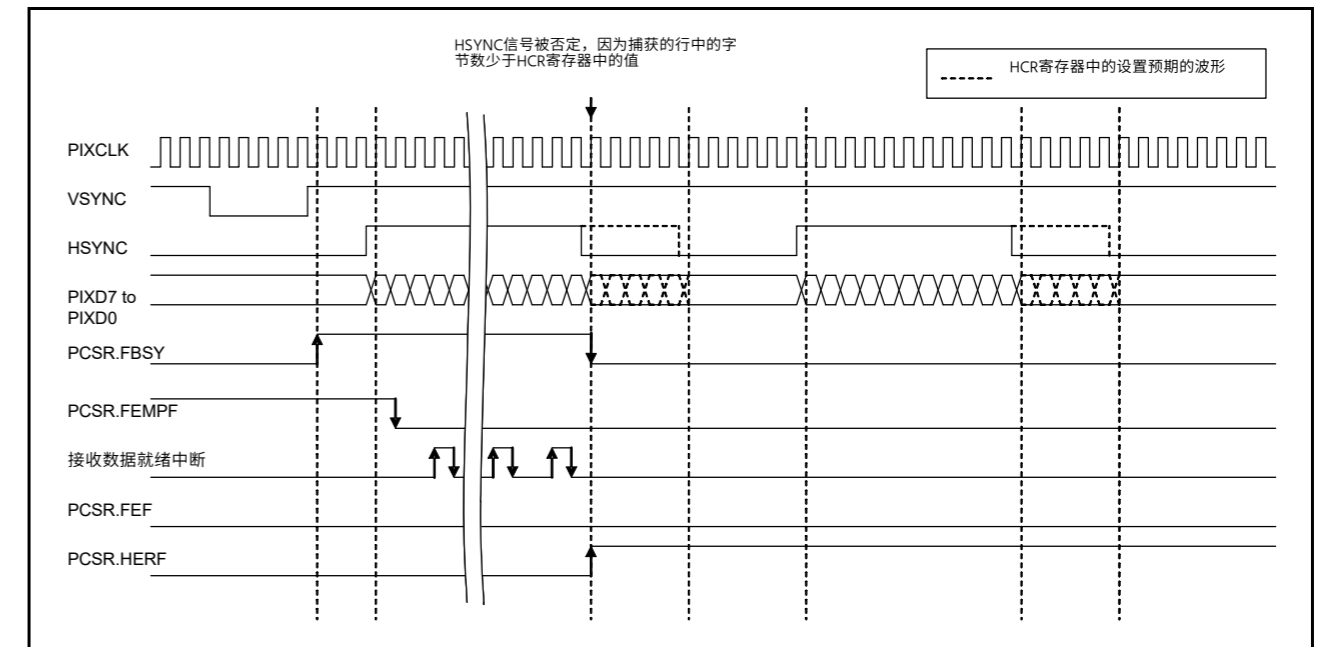 HSYNC信号被否定，因为捕获的行中的字
节数少于HCR寄存器中的值
HCR寄存器中的设置预期的波形
PIXCLK
VSYNC
HSYNC
PIXD7 to
PIXD0
PCSR.FBSY
PCSR.FEMPF
接收数据就绪中断
PCSR.FEF
PCSR.HERF